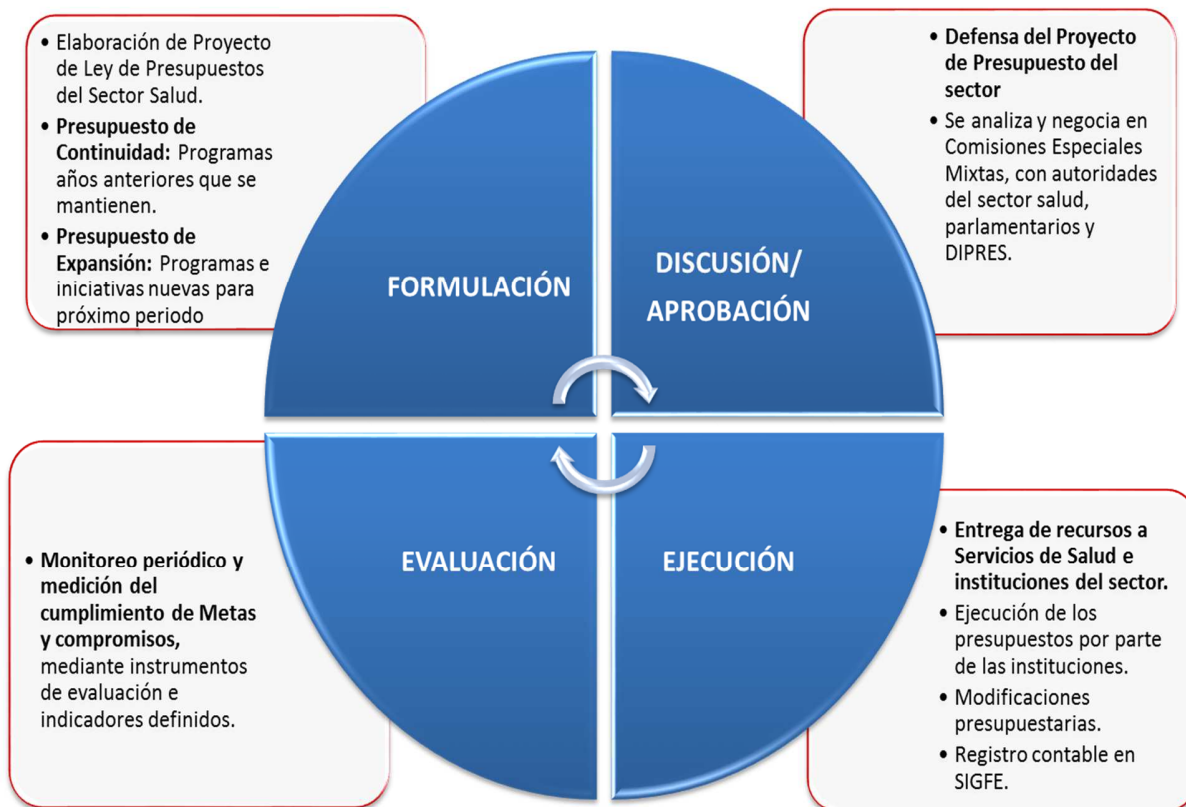 • Elaboración de Proyecto
de Ley de Presupuestos
del Sector Salud.
• Presupuesto de
Continuidad: Programas
años anteriores que se
mantienen.
• Presupuesto de
Expansión: Programas e
iniciativas nuevas para
próximo periodo
FORMULACIÓN
• Defensa del Proyecto
de Presupuesto del
sector
• Se analiza y negocia en
Comisiones Especiales
Mixtas, con autoridades
del sector salud,
parlamentarios y
DIPRES.
DISCUSIÓN/
APROBACIÓN
• Monitoreo periódico y
medición del
cumplimiento de Metas
y compromisos,
mediante instrumentos
de evaluación e
indicadores definidos.
EVALUACIÓN
EJECUCIÓN
• Entrega de recursos a
Servicios de Salud e
instituciones del sector.
• Ejecución de los
presupuestos por parte
de las instituciones.
• Modificaciones
presupuestarias.
• Registro contable en
SIGFE.